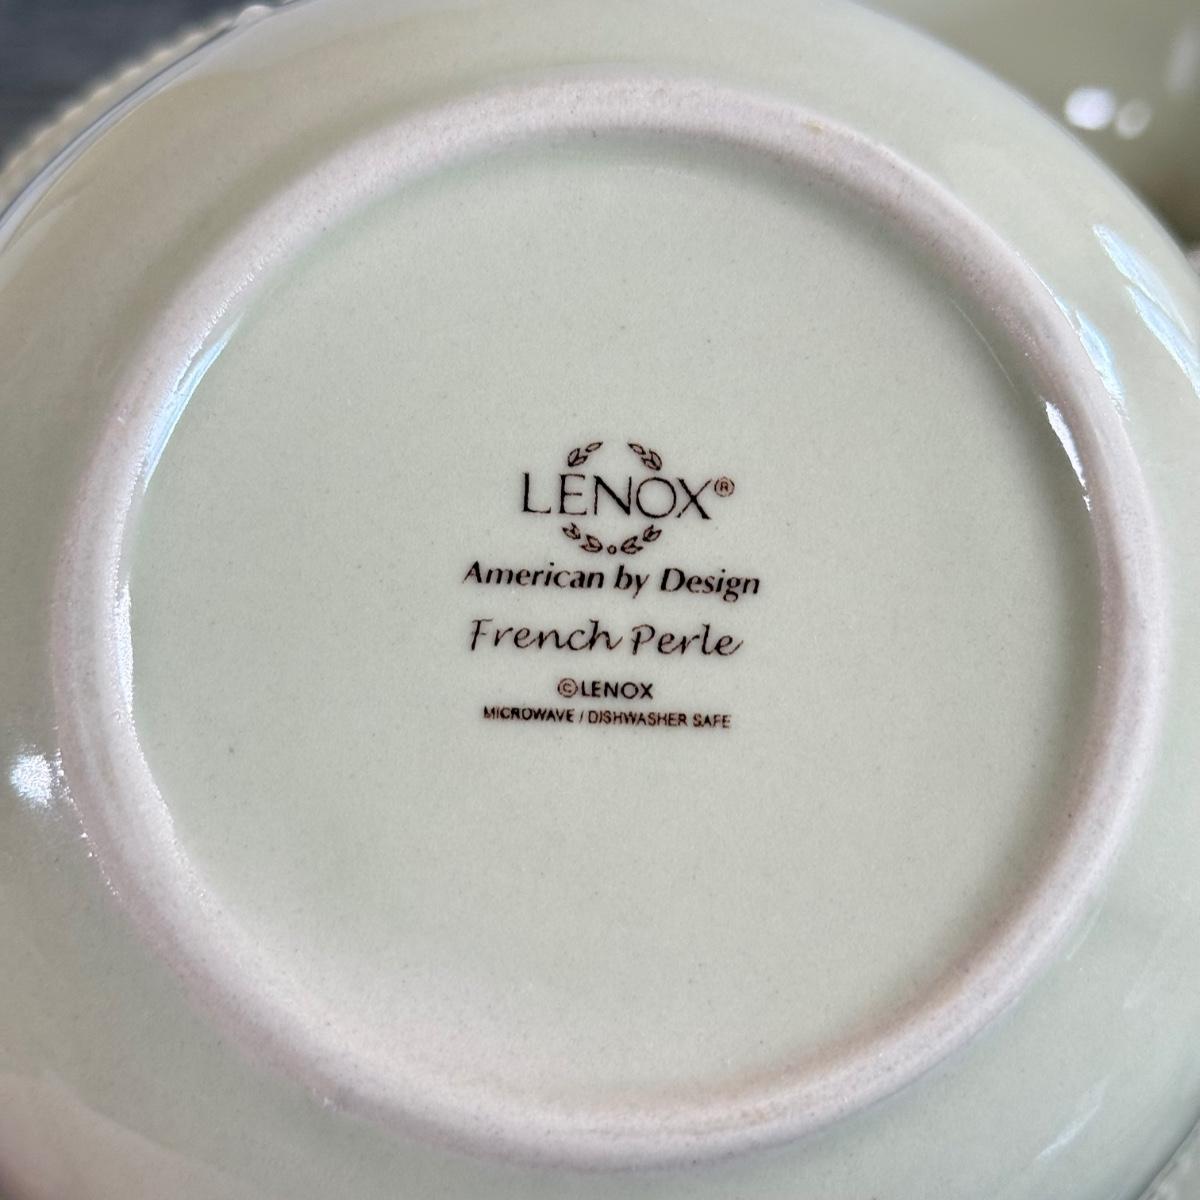 LENOX®
American by Design
French Perle
©LENOX
MICROWAVE / DISHWASHER SAFE